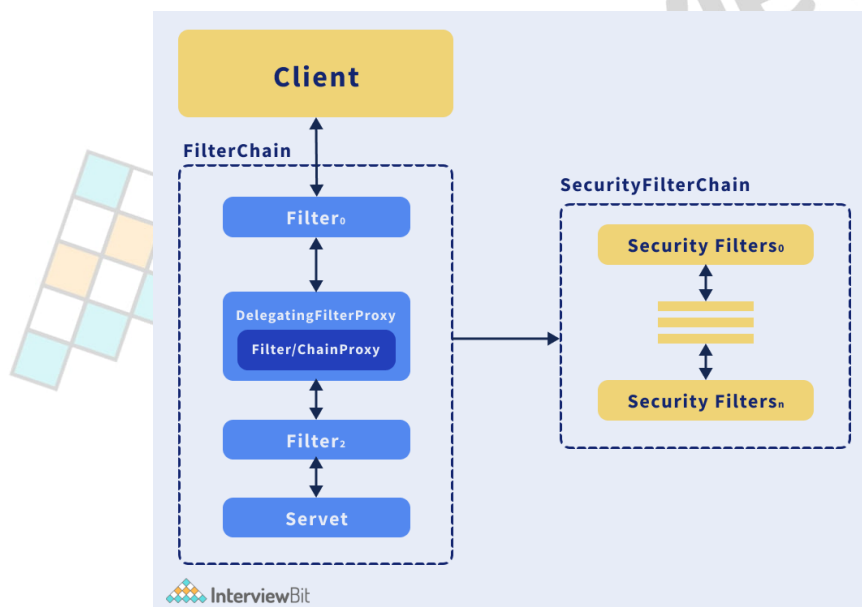 Client
FilterChain
Filter₀
DelegatingFilterProxy
Filter/ChainProxy
Filter₂
Servet
SecurityFilterChain
Security Filters₀
Security Filtersₙ
InterviewBit